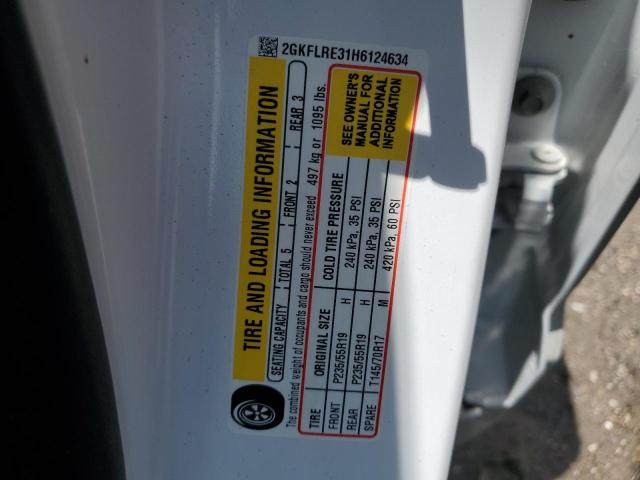 2GKFLRE31H6124634
TIRE AND LOADING INFORMATION
SEATING CAPACITY TOTAL 5 FRONT 2 REAR 3
The combined weight of occupants and cargo should never exceed 497 kg or 1095 lbs.
TIRE ORIGINAL SIZE COLD TIRE PRESSURE
FRONT P235/55R19 H 240 kPa, 35 PSI
REAR P235/55R19 H 240 kPa, 35 PSI
SPARE T145/70R17 M 420 kPa, 60 PSI
SEE OWNER'S
MANUAL FOR
ADDITIONAL
INFORMATION